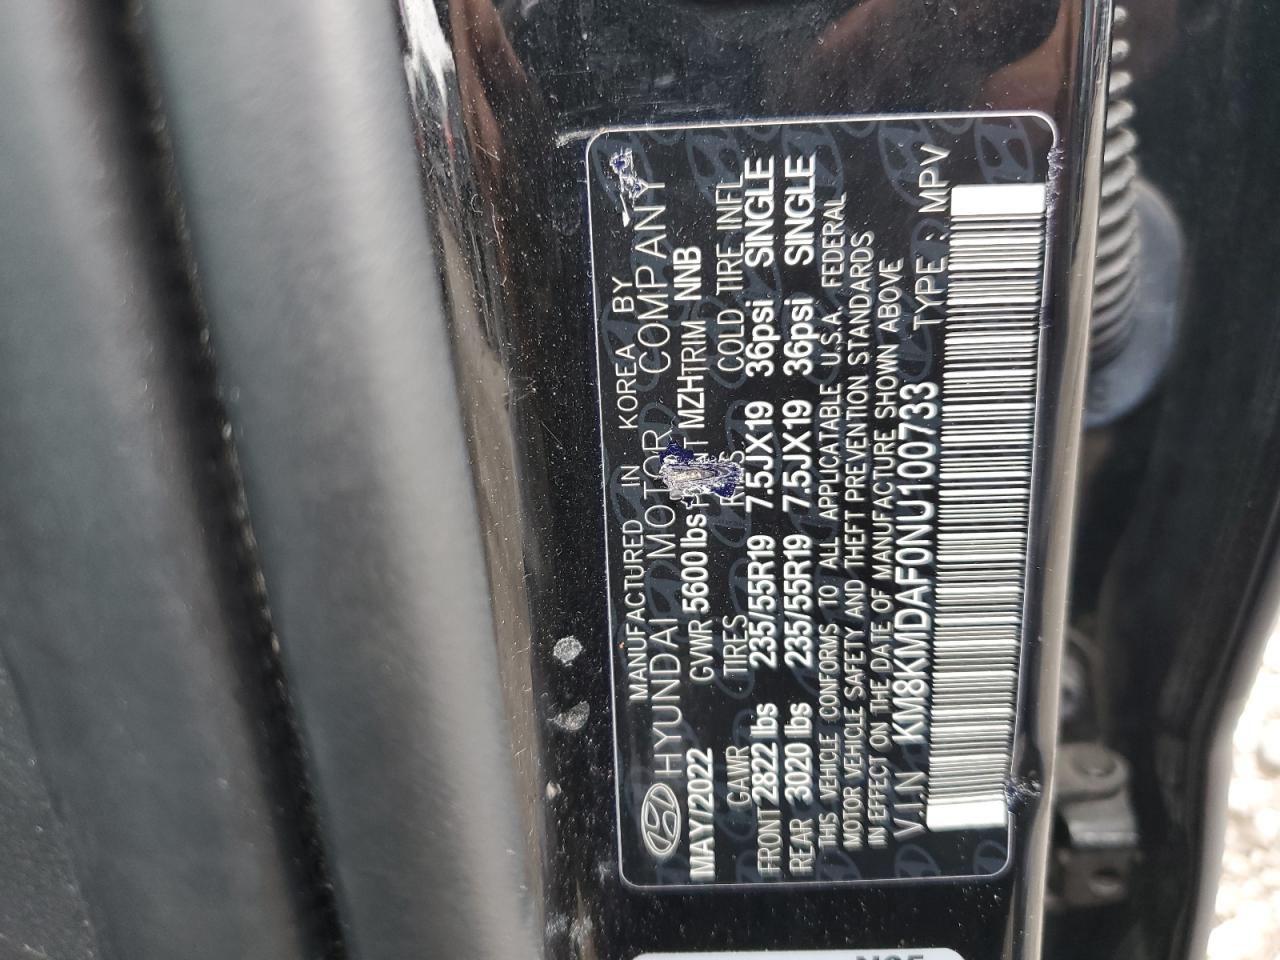 MANUFACTURED IN KOREA BY
HYUNDAI MOTOR COMPANY
MAY/2022 GVWR 5600 lbs MZH TRIM NNB
GAWR TIRES COLD TIRE INFL
FRONT 2822 lbs 235/55R19 7.5JX19 36psi SINGLE
REAR 3020 lbs 235/55R19 7.5JX19 36psi SINGLE
THIS VEHICLE CONFORMS TO ALL APPLICATABLE U.S.A. FEDERAL
MOTOR VEHICLE SAFETY AND THEFT PREVENTION STANDARDS
IN EFFECT ON THE DATE OF MANUFACTURE SHOWN ABOVE
V.I.N KM8KMDAF0NU100733 TYPE : MPV